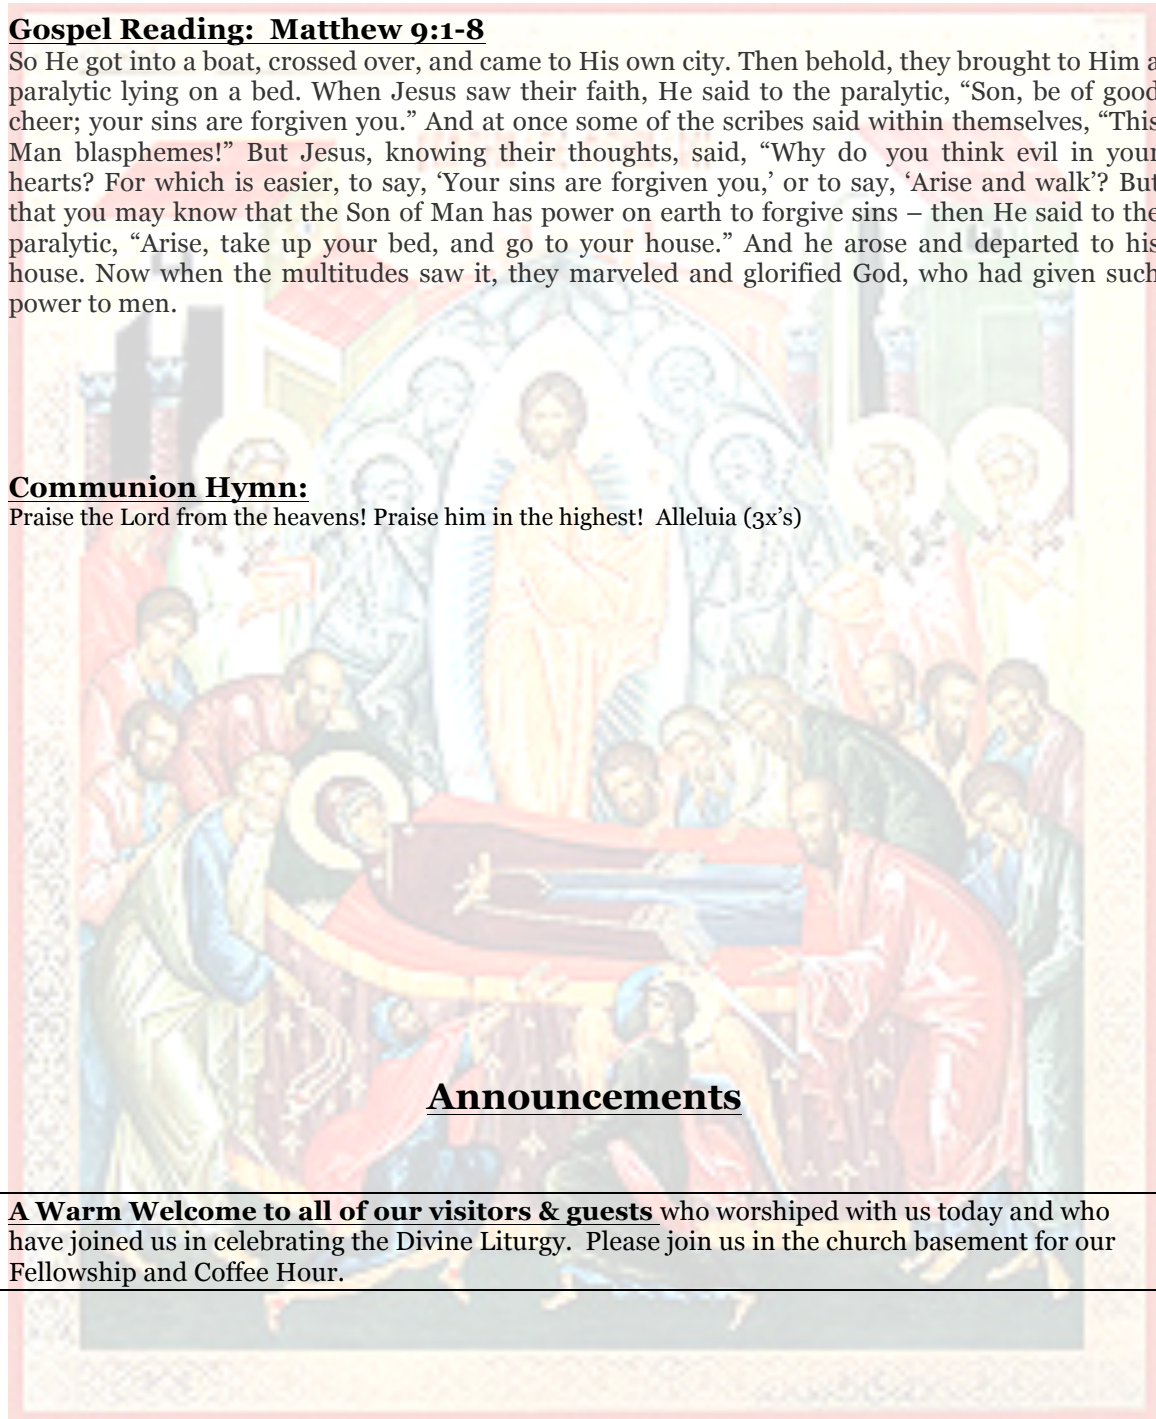 Gospel Reading:  Matthew 9:1-8
So He got into a boat, crossed over, and came to His own city. Then behold, they brought to Him a
paralytic lying on a bed. When Jesus saw their faith, He said to the paralytic, “Son, be of good
cheer; your sins are forgiven you.” And at once some of the scribes said within themselves, “This
Man blasphemes!” But Jesus, knowing their thoughts, said, “Why do you think evil in your
hearts? For which is easier, to say, ‘Your sins are forgiven you,’ or to say, ‘Arise and walk’? But
that you may know that the Son of Man has power on earth to forgive sins – then He said to the
paralytic, “Arise, take up your bed, and go to your house.” And he arose and departed to his
house. Now when the multitudes saw it, they marveled and glorified God, who had given such
power to men.
Communion Hymn:
Praise the Lord from the heavens! Praise him in the highest!  Alleluia (3x’s)
Announcements
A Warm Welcome to all of our visitors & guests who worshiped with us today and who
have joined us in celebrating the Divine Liturgy.  Please join us in the church basement for our
Fellowship and Coffee Hour.